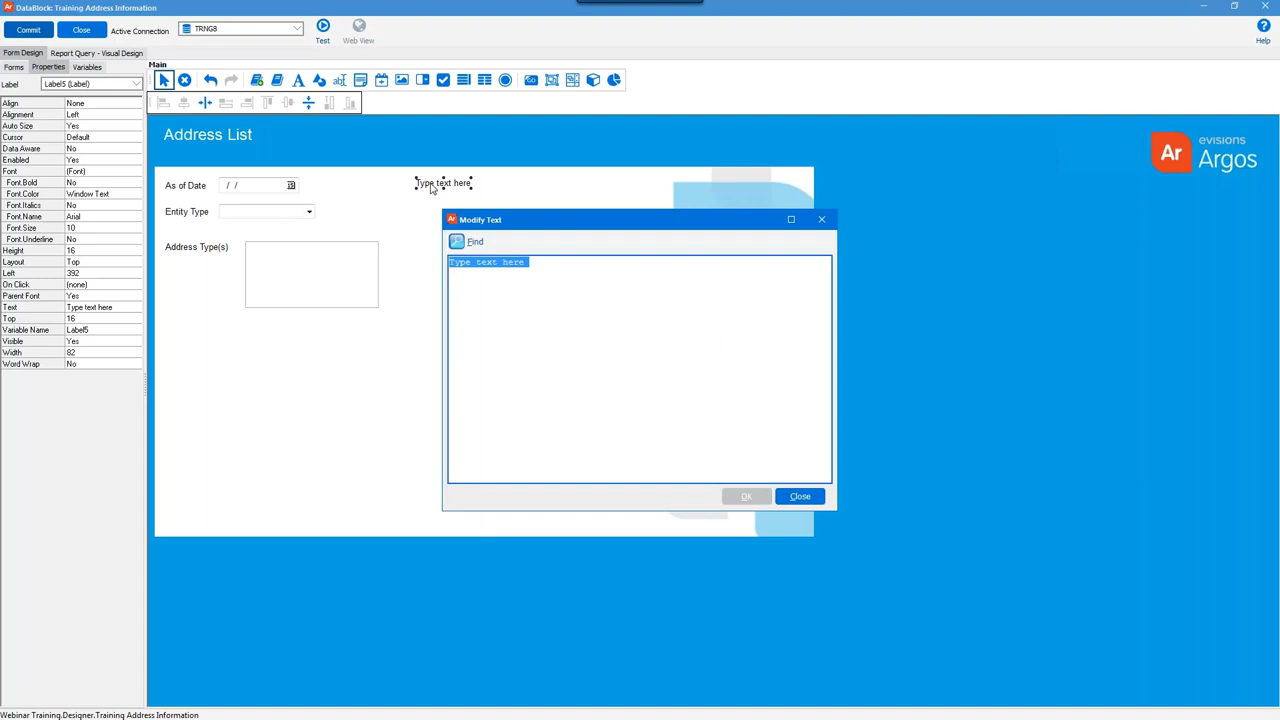 DataBlock: Training Address Information
Commit
Close
Active Connection
TRNG8
Test
Web View
Help
Form Design
Report Query - Visual Design
Forms
Properties
Variables
Main
Label
Label5 (Label)
Align None
Alignment Left
Auto Size Yes
Cursor Default
Data Aware No
Enabled Yes
Font (Font)
Font.Bold No
Font.Color Window Text
Font.Italics No
Font.Name Arial
Font.Size 10
Font.Underline No
Height 16
Layout Top
Left 392
On Click (none)
Parent Font Yes
Text Type text here
Top 16
Variable Name Label5
Visible Yes
Width 82
Word Wrap No
Address List
Ar evisions Argos
As of Date / /
Type text here
Entity Type
Address Type(s)
Modify Text
Find
Type text here
OK
Close
Webinar Training.Designer.Training Address Information